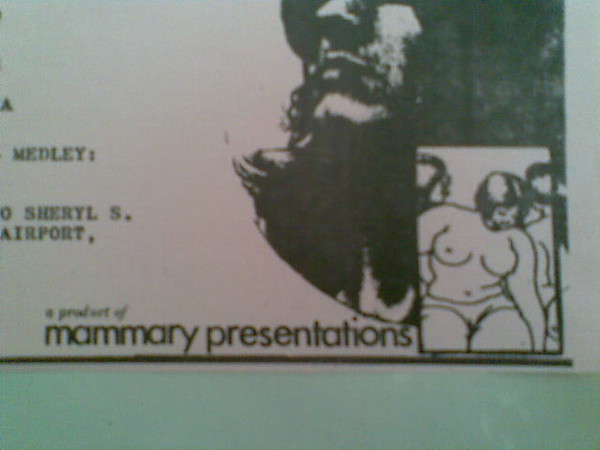 A
MEDLEY:
O SHERYL S.
AIRPORT,
a product of
mammary presentations